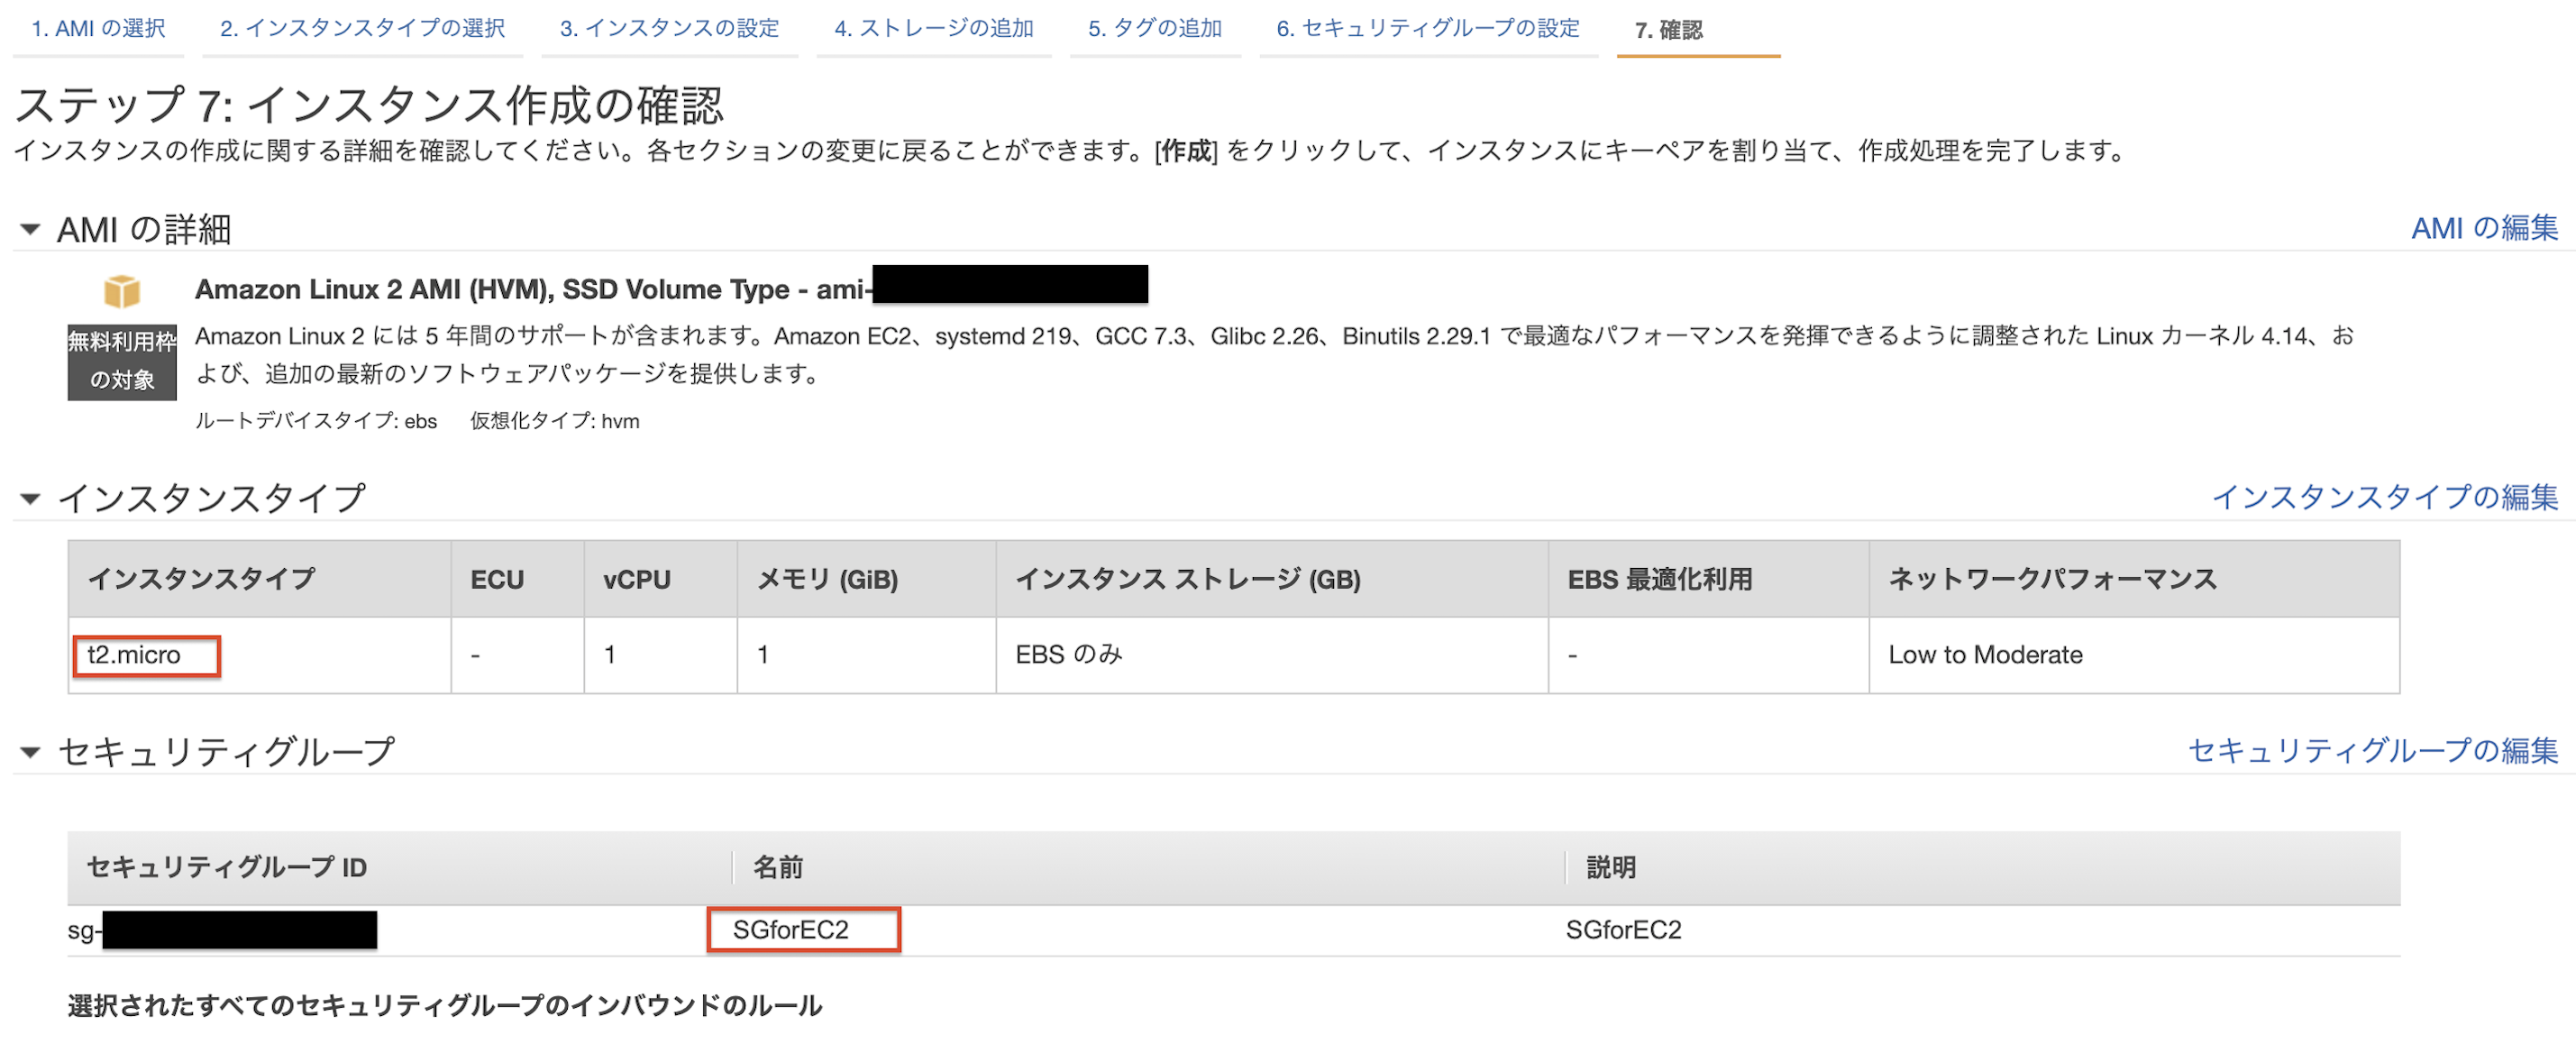 1. AMI の選択 2. インスタンスタイプの選択 3. インスタンスの設定 4. ストレージの追加 5. タグの追加 6. セキュリティグループの設定 7. 確認
ステップ 7: インスタンス作成の確認
インスタンスの作成に関する詳細を確認してください。各セクションの変更に戻ることができます。[作成] をクリックして、インスタンスにキーペアを割り当て、作成処理を完了します。
AMI の詳細 AMI の編集
Amazon Linux 2 AMI (HVM), SSD Volume Type - ami-
無料利用枠
の対象
Amazon Linux 2 には 5 年間のサポートが含まれます。Amazon EC2、systemd 219、GCC 7.3、Glibc 2.26、Binutils 2.29.1 で最適なパフォーマンスを発揮できるように調整された Linux カーネル 4.14、お
よび、追加の最新のソフトウェアパッケージを提供します。
ルートデバイスタイプ: ebs 仮想化タイプ: hvm
インスタンスタイプ インスタンスタイプの編集
インスタンスタイプ ECU vCPU メモリ (GiB) インスタンス ストレージ (GB) EBS 最適化利用 ネットワークパフォーマンス
t2.micro - 1 1 EBS のみ - Low to Moderate
セキュリティグループ セキュリティグループの編集
セキュリティグループ ID 名前 説明
sg- SGforEC2 SGforEC2
選択されたすべてのセキュリティグループのインバウンドのルール